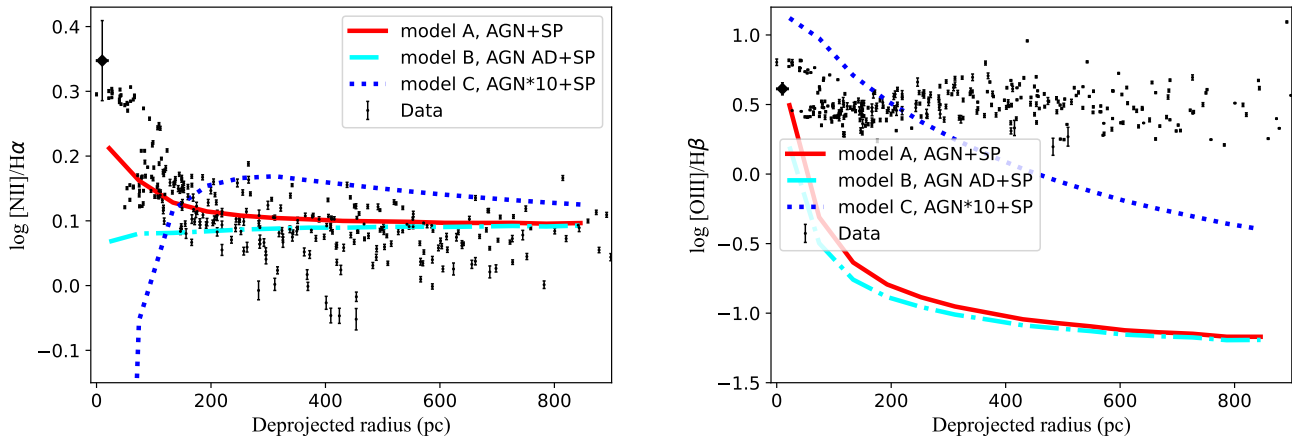 log [NII]/Hα
0.4
0.3
0.2
0.1
0.0
−0.1
model A, AGN+SP
model B, AGN AD+SP
model C, AGN*10+SP
Data
0 200 400 600 800
Deprojected radius (pc)
log [OIII]/Hβ
1.0
0.5
0.0
−0.5
−1.0
−1.5
model A, AGN+SP
model B, AGN AD+SP
model C, AGN*10+SP
Data
0 200 400 600 800
Deprojected radius (pc)